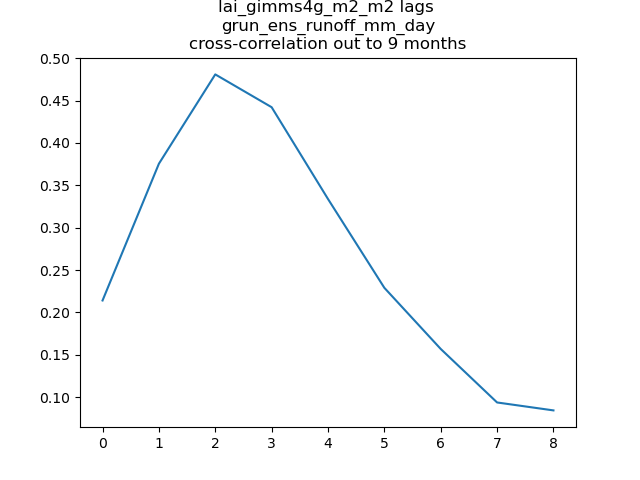 lai_gimms4g_m2_m2 lags
grun_ens_runoff_mm_day
cross-correlation out to 9 months
0.50
0.45
0.40
0.35
0.30
0.25
0.20
0.15
0.10
0 1 2 3 4 5 6 7 8